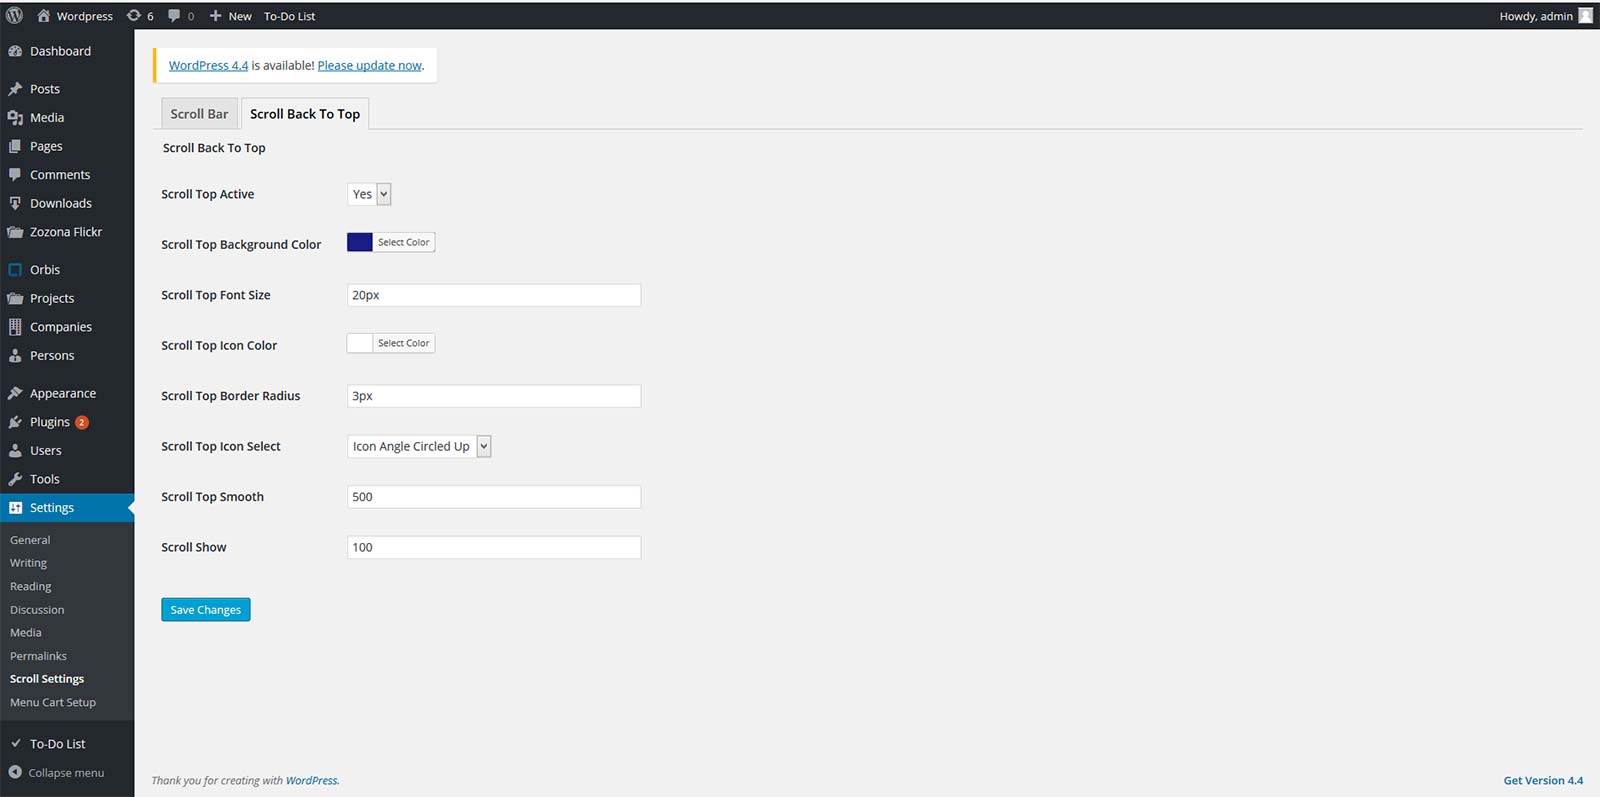 Wordpress 6 0 New To-Do List Howdy, admin
Dashboard
Posts
Media
Pages
Comments
Downloads
Zozona Flickr
Orbis
Projects
Companies
Persons
Appearance
Plugins 2
Users
Tools
Settings
General
Writing
Reading
Discussion
Media
Permalinks
Scroll Settings
Menu Cart Setup
To-Do List
Collapse menu
WordPress 4.4 is available! Please update now.
Scroll Bar Scroll Back To Top
Scroll Back To Top
Scroll Top Active Yes
Scroll Top Background Color Select Color
Scroll Top Font Size 20px
Scroll Top Icon Color Select Color
Scroll Top Border Radius 3px
Scroll Top Icon Select Icon Angle Circled Up
Scroll Top Smooth 500
Scroll Show 100
Save Changes
Thank you for creating with WordPress. Get Version 4.4